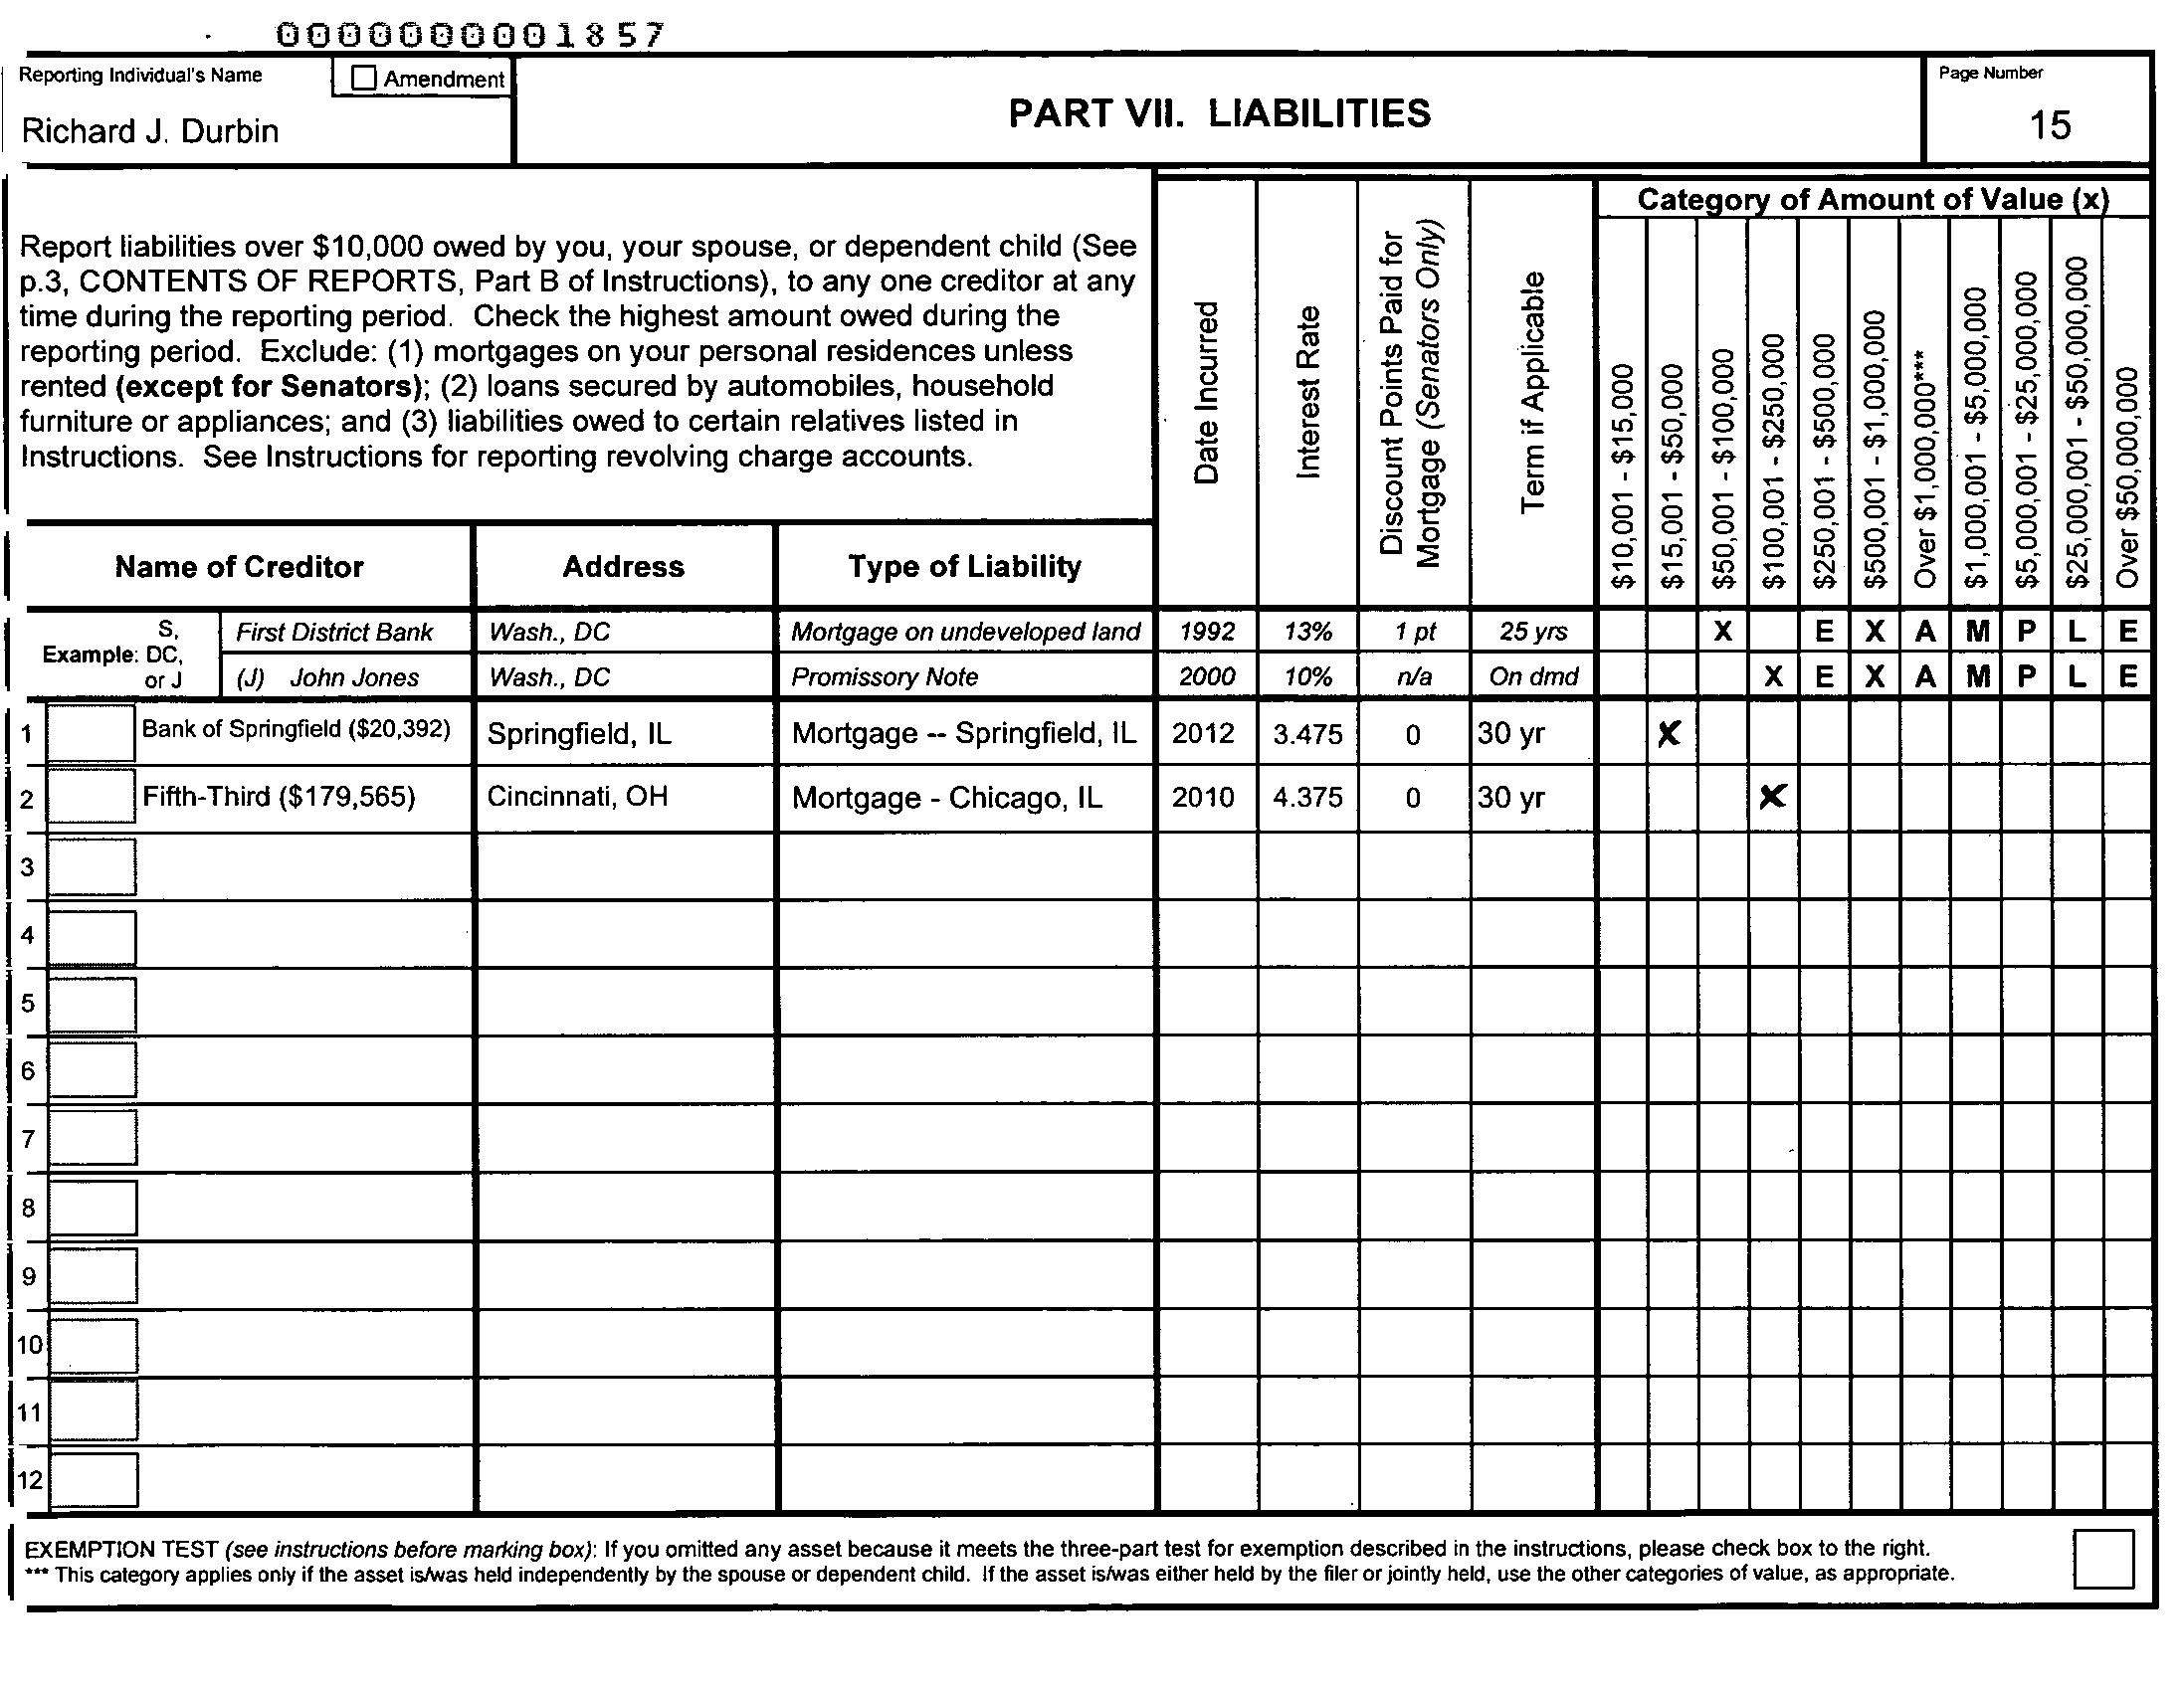 0000000001857
Reporting Individual's Name
Amendment
Richard J. Durbin
PART VII. LIABILITIES
Page Number
15
Report liabilities over $10,000 owed by you, your spouse, or dependent child (See
p.3, CONTENTS OF REPORTS, Part B of Instructions), to any one creditor at any
time during the reporting period. Check the highest amount owed during the
reporting period. Exclude: (1) mortgages on your personal residences unless
rented (except for Senators); (2) loans secured by automobiles, household
furniture or appliances; and (3) liabilities owed to certain relatives listed in
Instructions. See Instructions for reporting revolving charge accounts.
Date Incurred
Interest Rate
Discount Points Paid for
Mortgage (Senators Only)
Term if Applicable
Category of Amount of Value (x)
$10,001 - $15,000
$15,001 - $50,000
$50,001 - $100,000
$100,001 - $250,000
$250,001 - $500,000
$500,001 - $1,000,000
Over $1,000,000***
$1,000,001 - $5,000,000
$5,000,001 - $25,000,000
$25,000,001 - $50,000,000
Over $50,000,000
Name of Creditor Address Type of Liability
Example: S, DC, or J
First District Bank Wash., DC Mortgage on undeveloped land 1992 13% 1 pt 25 yrs X E X A M P L E
(J) John Jones Wash., DC Promissory Note 2000 10% n/a On dmd X E X A M P L E
1 Bank of Springfield ($20,392) Springfield, IL Mortgage -- Springfield, IL 2012 3.475 0 30 yr X
2 Fifth-Third ($179,565) Cincinnati, OH Mortgage - Chicago, IL 2010 4.375 0 30 yr X
3
4
5
6
7
8
9
10
11
12
EXEMPTION TEST (see instructions before marking box): If you omitted any asset because it meets the three-part test for exemption described in the instructions, please check box to the right.
*** This category applies only if the asset is/was held independently by the spouse or dependent child. If the asset is/was either held by the filer or jointly held, use the other categories of value, as appropriate.